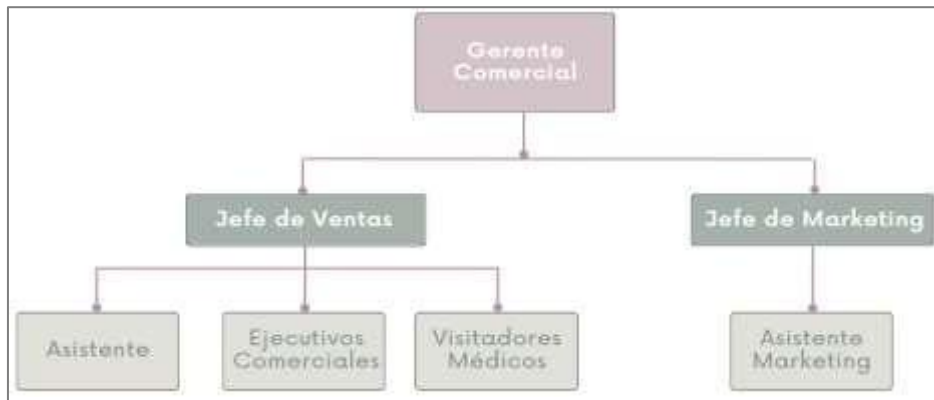 Gerente
Comercial
Jefe de Ventas
Jefe de Marketing
Asistente
Ejecutivos
Comerciales
Visitadores
Médicos
Asistente
Marketing